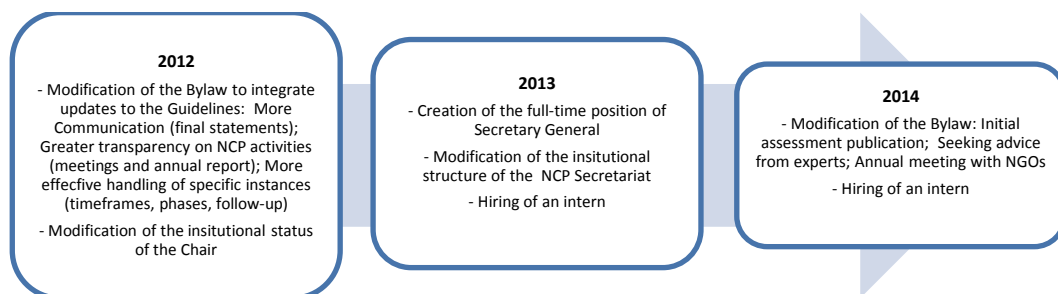 2012
- Modification of the Bylaw to integrate
updates to the Guidelines: More
Communication (final statements);
Greater transparency on NCP activities
(meetings and annual report); More
effecfive handling of specific instances
(timeframes, phases, follow-up)
- Modification of the insitutional status
of the Chair
2013
- Creation of the full-time position of
Secretary General
- Modification of the insitutional
structure of the NCP Secretariat
- Hiring of an intern
2014
- Modification of the Bylaw: Initial
assessment publication; Seeking advice
from experts; Annual meeting with NGOs
- Hiring of an intern